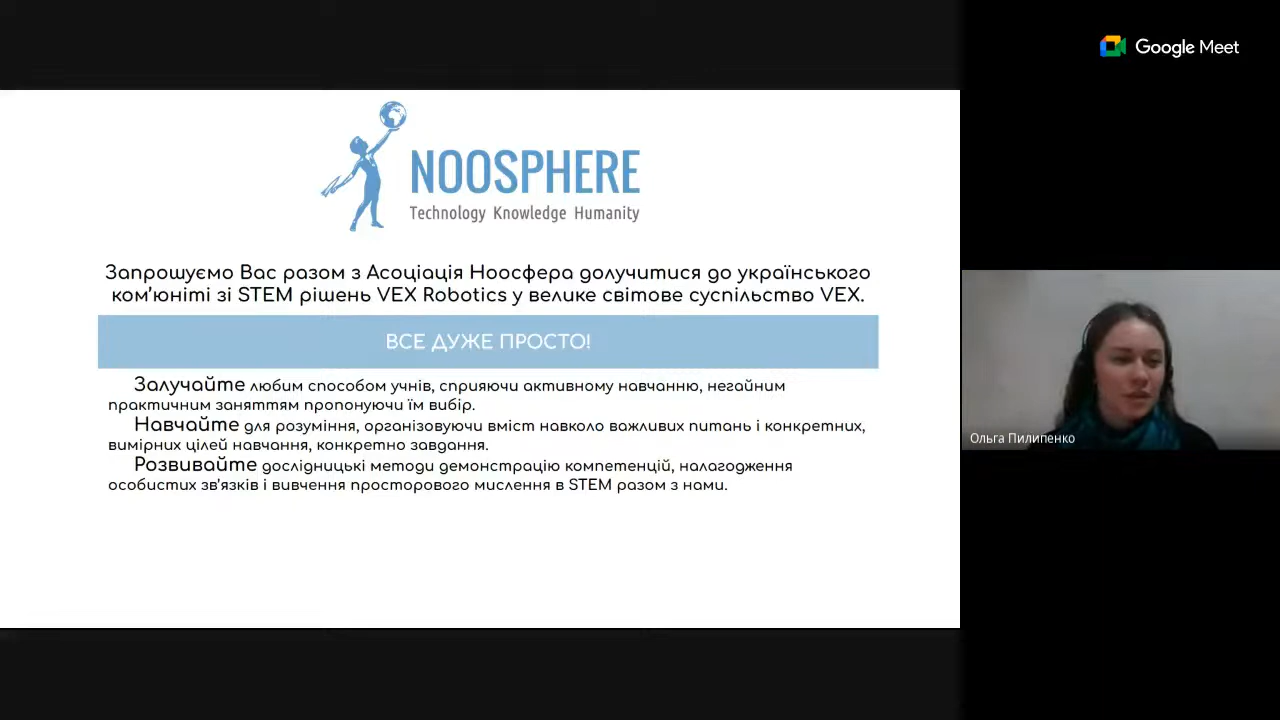 Google Meet
NOOSPHERE
Technology Knowledge Humanity
Запрошуємо Вас разом з Асоціація Ноосфера долучитися до українського
ком’юніті зі STEM рішень VEX Robotics у велике світове суспільство VEX.
ВСЕ ДУЖЕ ПРОСТО!
Залучайте любим способом учнів, сприяючи активному навчанню, негайним
практичним заняттям пропонуючи їм вибір.
Навчайте для розуміння, організовуючи вміст навколо важливих питань і конкретних,
вимірних цілей навчання, конкретно завдання.
Розвивайте дослідницькі методи демонстрацію компетенцій, налагодження
особистих зв’язків і вивчення просторового мислення в STEM разом з нами.
Ольга Пилипенко